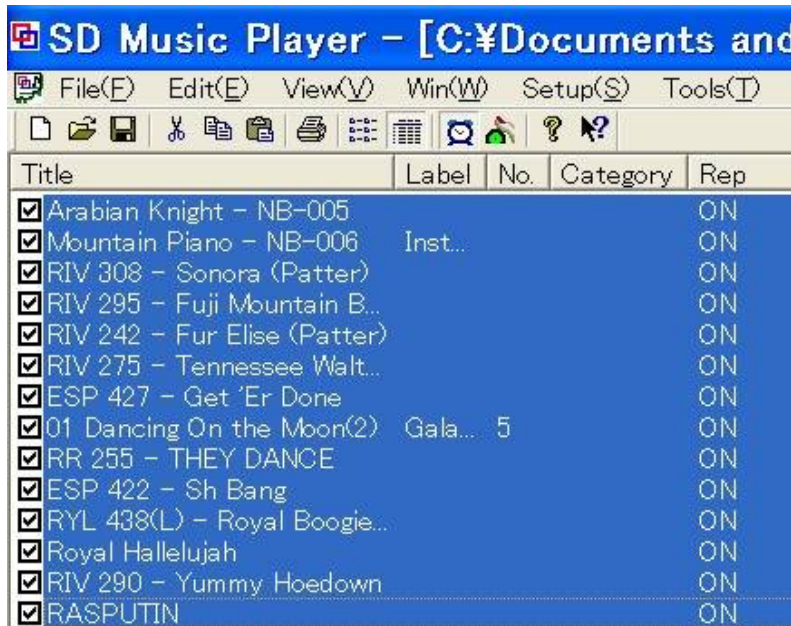 SD Music Player - [C:¥Documents and
File(F) Edit(E) View(V) Win(W) Setup(S) Tools(T)
Title Label No. Category Rep
Arabian Knight - NB-005 ON
Mountain Piano - NB-006 Inst... ON
RIV 308 - Sonora (Patter) ON
RIV 295 - Fuji Mountain B... ON
RIV 242 - Fur Elise (Patter) ON
RIV 275 - Tennessee Walt... ON
ESP 427 - Get 'Er Done ON
01 Dancing On the Moon(2) Gala... 5 ON
RR 255 - THEY DANCE ON
ESP 422 - Sh Bang ON
RYL 438(L) - Royal Boogie... ON
Royal Hallelujah ON
RIV 290 - Yummy Hoedown ON
RASPUTIN ON